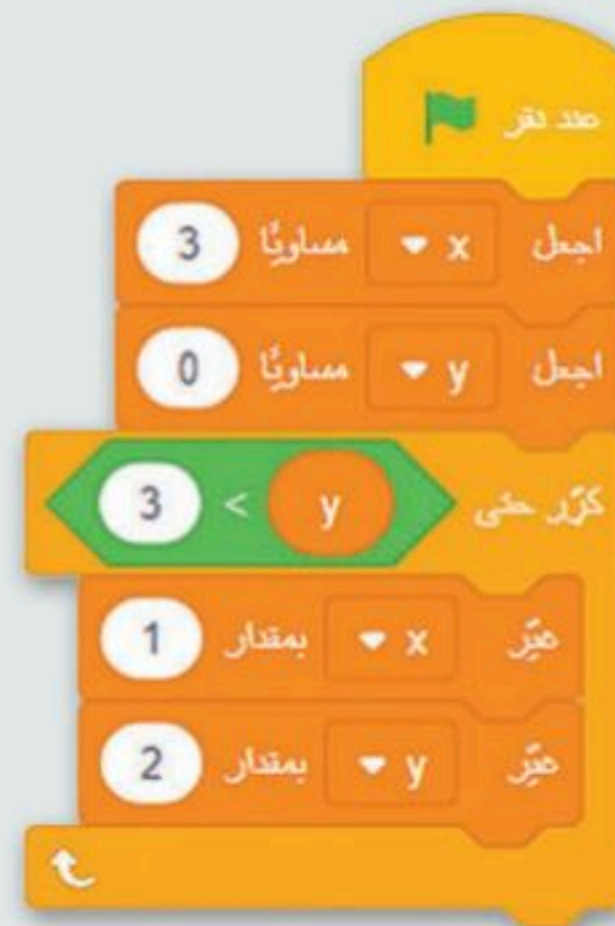 عند نقر
اجعل x مساويًا 3
اجعل y مساويًا 0
كرّر حتى y < 3
غيّر x بمقدار 1
غيّر y بمقدار 2